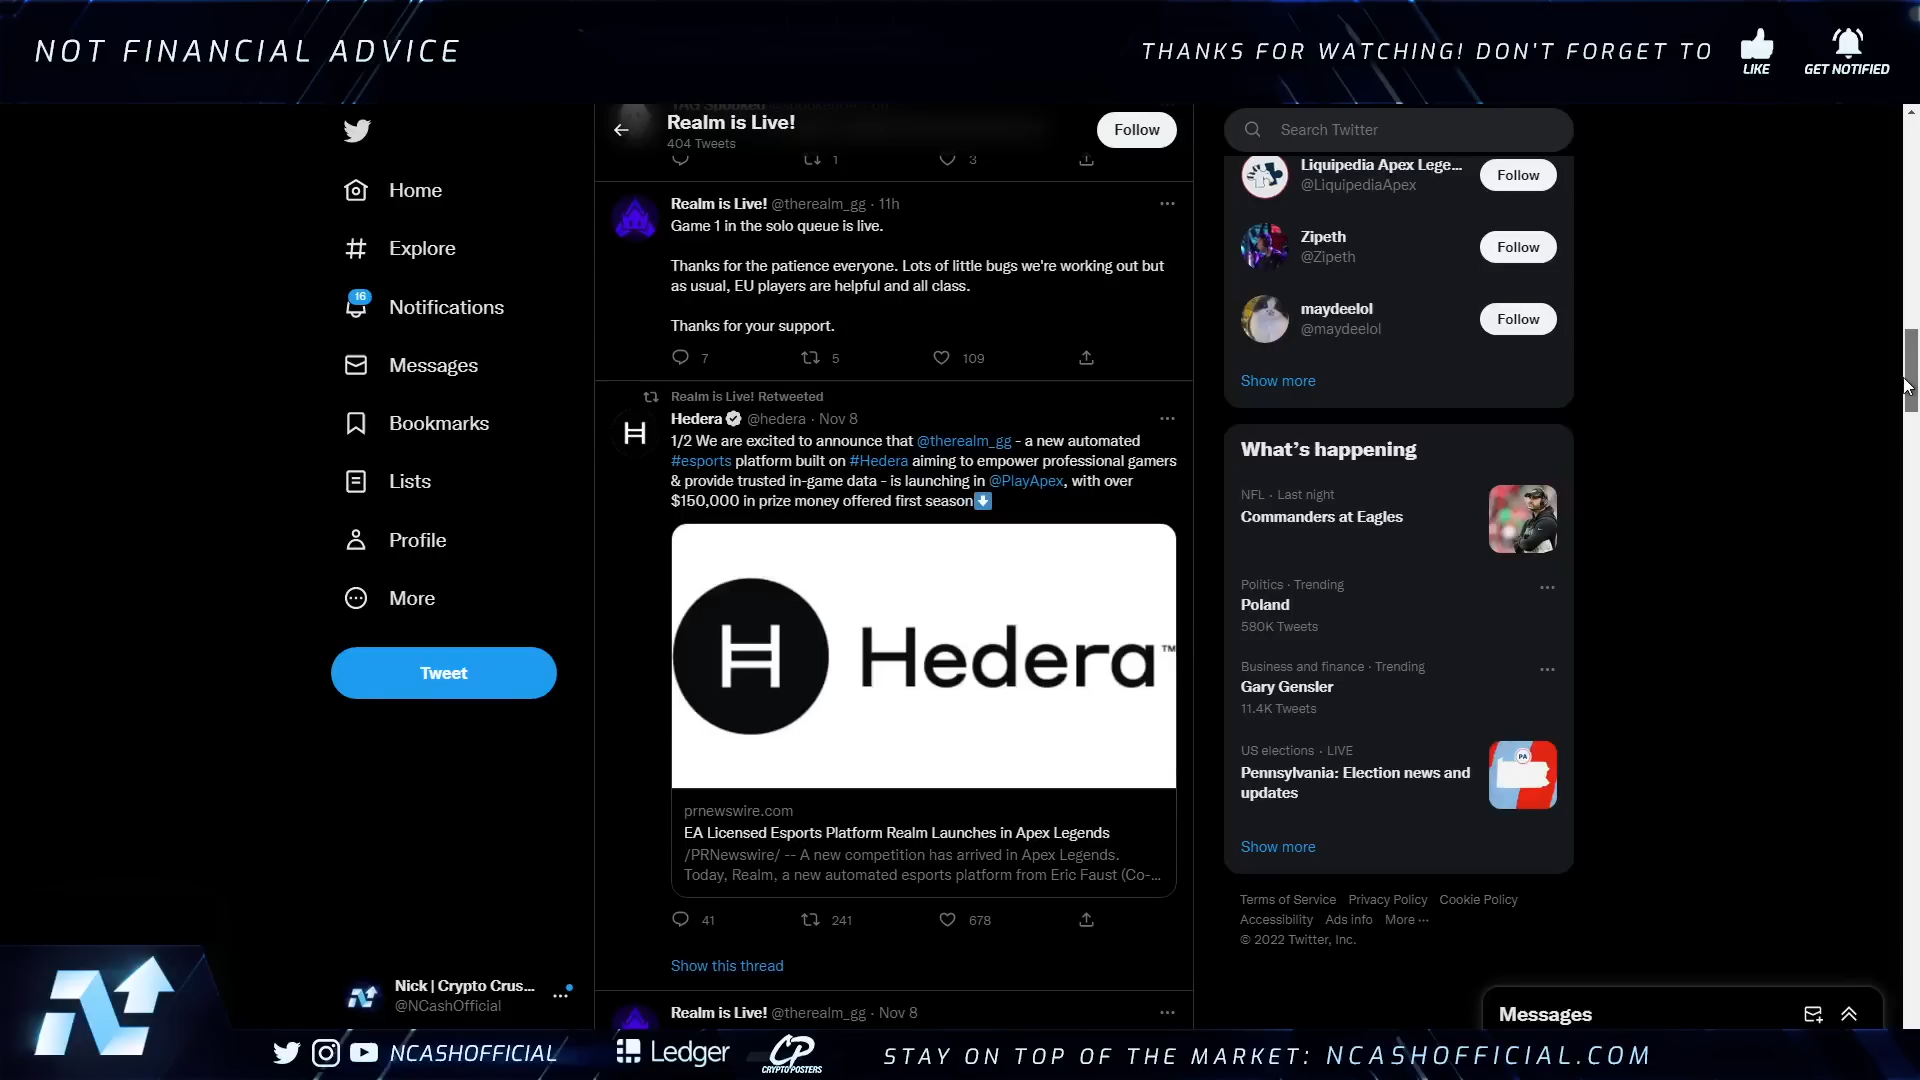 NOT FINANCIAL ADVICE
THANKS FOR WATCHING! DON'T FORGET TO
LIKE
GET NOTIFIED
Home
Explore
16
Notifications
Messages
Bookmarks
Lists
Profile
More
Tweet
Nick | Crypto Crus...
@NCashOfficial
Realm is Live!
404 Tweets
Follow
1
3
Realm is Live! @therealm_gg · 11h
Game 1 in the solo queue is live.
Thanks for the patience everyone. Lots of little bugs we're working out but
as usual, EU players are helpful and all class.
Thanks for your support.
7
5
109
Realm is Live! Retweeted
Hedera @hedera · Nov 8
1/2 We are excited to announce that @therealm_gg - a new automated
#esports platform built on #Hedera aiming to empower professional gamers
& provide trusted in-game data - is launching in @PlayApex, with over
$150,000 in prize money offered first season⬇️
H Hedera™
prnewswire.com
EA Licensed Esports Platform Realm Launches in Apex Legends
/PRNewswire/ -- A new competition has arrived in Apex Legends.
Today, Realm, a new automated esports platform from Eric Faust (Co-...
41
241
678
Show this thread
Realm is Live! @therealm_gg · Nov 8
Search Twitter
Liquipedia Apex Lege...
@LiquipediaApex
Follow
Zipeth
@Zipeth
Follow
maydeelol
@maydeelol
Follow
Show more
What's happening
NFL · Last night
Commanders at Eagles
Politics · Trending
Poland
580K Tweets
Business and finance · Trending
Gary Gensler
11.4K Tweets
US elections · LIVE
Pennsylvania: Election news and
updates
PA
Show more
Terms of Service Privacy Policy Cookie Policy
Accessibility Ads info More ···
© 2022 Twitter, Inc.
Messages
NCASHOFFICIAL
Ledger
CP
CRYPTO POSTERS
STAY ON TOP OF THE MARKET: NCASHOFFICIAL.COM